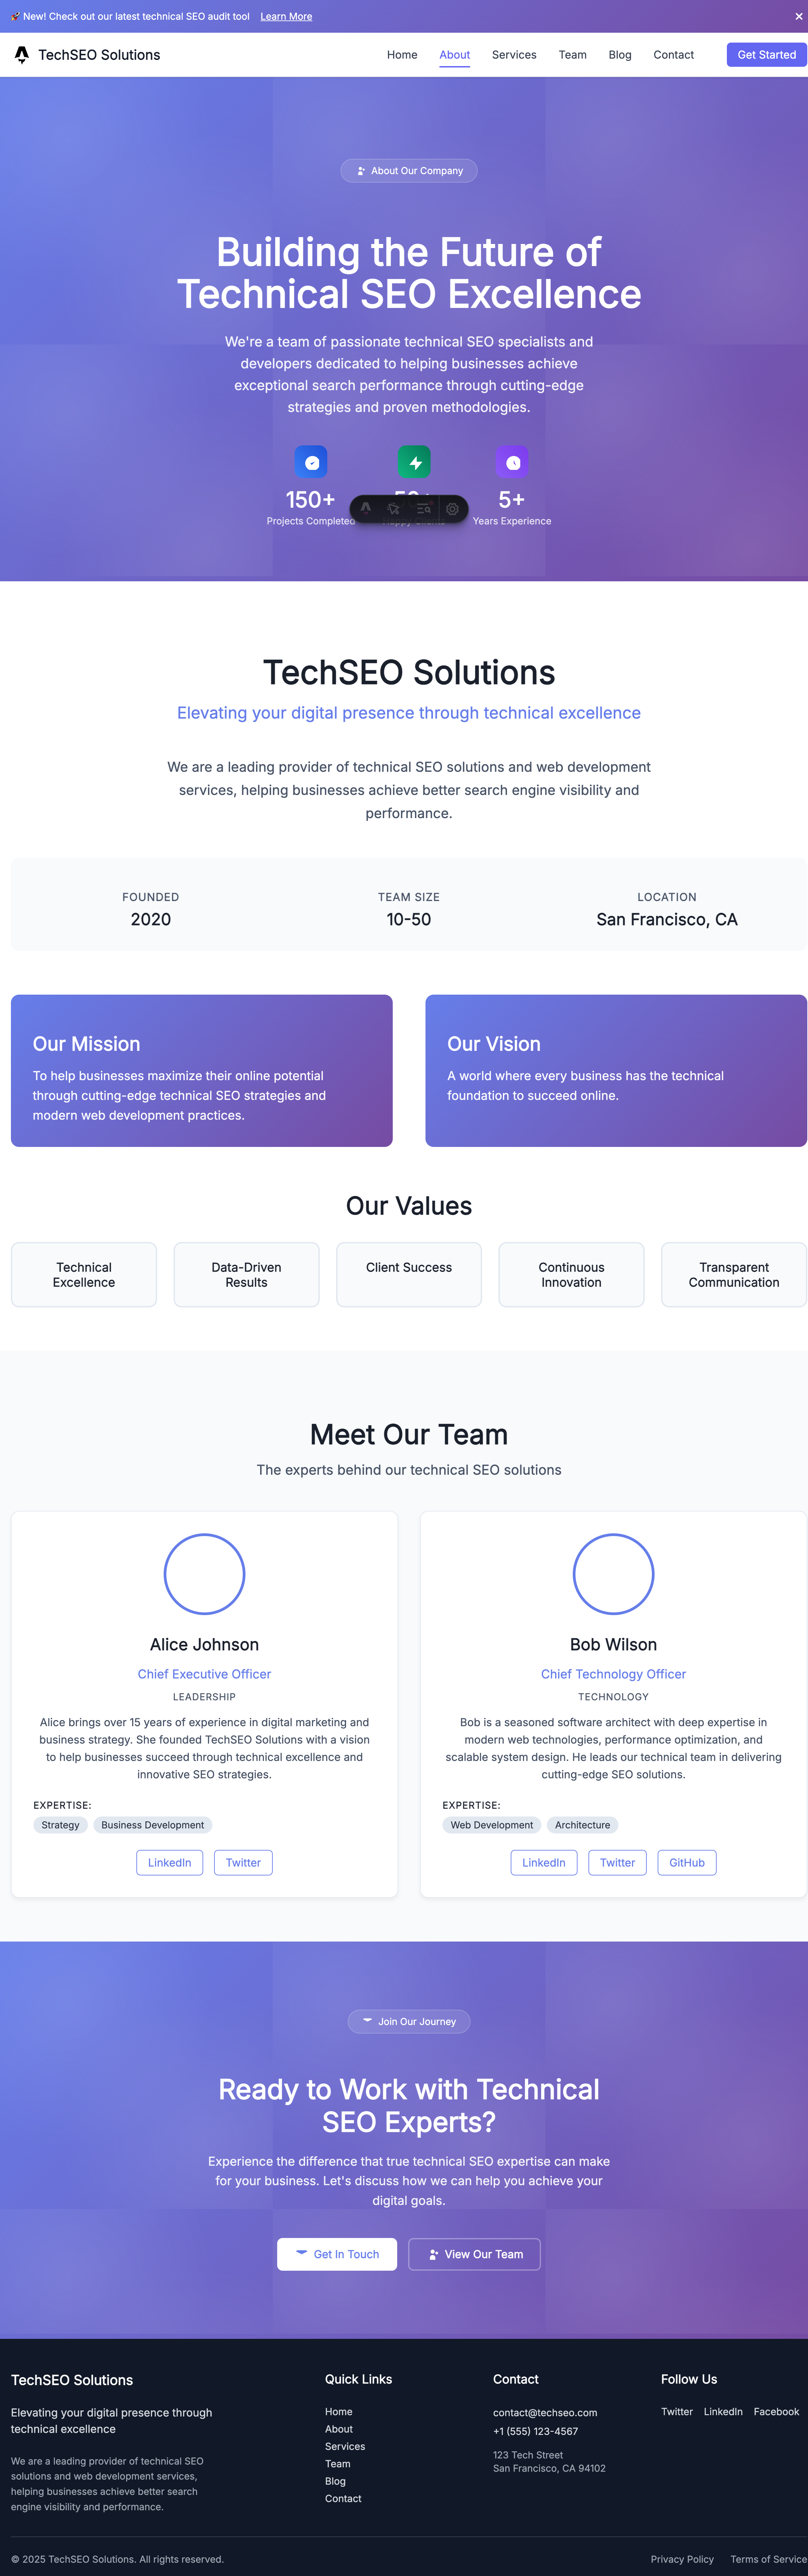 🚀 New! Check out our latest technical SEO audit tool Learn More ✕
TechSEO Solutions Home About Services Team Blog Contact Get Started
About Our Company
Building the Future of
Technical SEO Excellence
We're a team of passionate technical SEO specialists and
developers dedicated to helping businesses achieve
exceptional search performance through cutting-edge
strategies and proven methodologies.
150+ 50+ 5+
Projects Completed Happy Clients Years Experience
TechSEO Solutions
Elevating your digital presence through technical excellence
We are a leading provider of technical SEO solutions and web development
services, helping businesses achieve better search engine visibility and
performance.
FOUNDED TEAM SIZE LOCATION
2020 10-50 San Francisco, CA
Our Mission
To help businesses maximize their online potential
through cutting-edge technical SEO strategies and
modern web development practices.
Our Vision
A world where every business has the technical
foundation to succeed online.
Our Values
Technical
Excellence
Data-Driven
Results
Client Success
Continuous
Innovation
Transparent
Communication
Meet Our Team
The experts behind our technical SEO solutions
Alice Johnson
Chief Executive Officer
LEADERSHIP
Alice brings over 15 years of experience in digital marketing and
business strategy. She founded TechSEO Solutions with a vision
to help businesses succeed through technical excellence and
innovative SEO strategies.
EXPERTISE:
Strategy Business Development
LinkedIn Twitter
Bob Wilson
Chief Technology Officer
TECHNOLOGY
Bob is a seasoned software architect with deep expertise in
modern web technologies, performance optimization, and
scalable system design. He leads our technical team in delivering
cutting-edge SEO solutions.
EXPERTISE:
Web Development Architecture
LinkedIn Twitter GitHub
Join Our Journey
Ready to Work with Technical
SEO Experts?
Experience the difference that true technical SEO expertise can make
for your business. Let's discuss how we can help you achieve your
digital goals.
Get In Touch View Our Team
TechSEO Solutions
Elevating your digital presence through
technical excellence
We are a leading provider of technical SEO
solutions and web development services,
helping businesses achieve better search
engine visibility and performance.
Quick Links
Home
About
Services
Team
Blog
Contact
Contact
contact@techseo.com
+1 (555) 123-4567
123 Tech Street
San Francisco, CA 94102
Follow Us
Twitter LinkedIn Facebook
© 2025 TechSEO Solutions. All rights reserved.
Privacy Policy Terms of Service